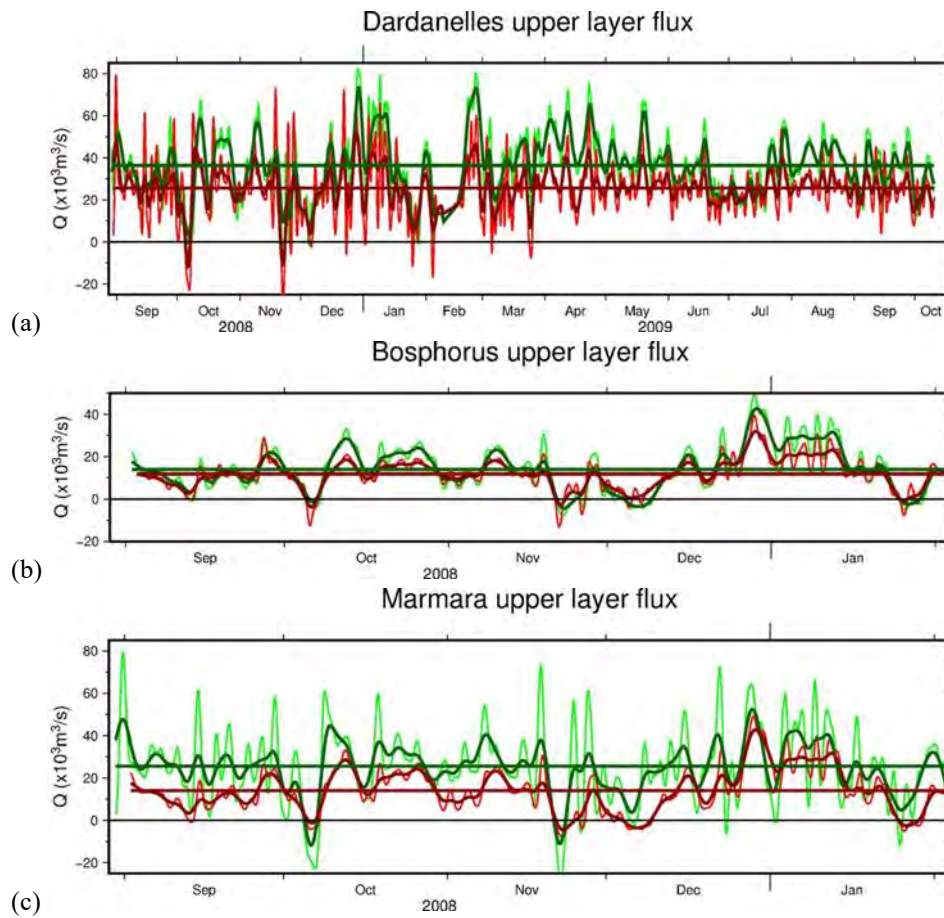 Dardanelles upper layer flux
Q (x10³m³/s)
80
60
40
20
0
−20
Sep Oct Nov Dec Jan Feb Mar Apr May Jun Jul Aug Sep Oct
2008 2009
(a)
Bosphorus upper layer flux
Q (x10³m³/s)
40
20
0
−20
Sep Oct Nov Dec Jan
2008
(b)
Marmara upper layer flux
Q (x10³m³/s)
80
60
40
20
0
−20
Sep Oct Nov Dec Jan
2008
(c)